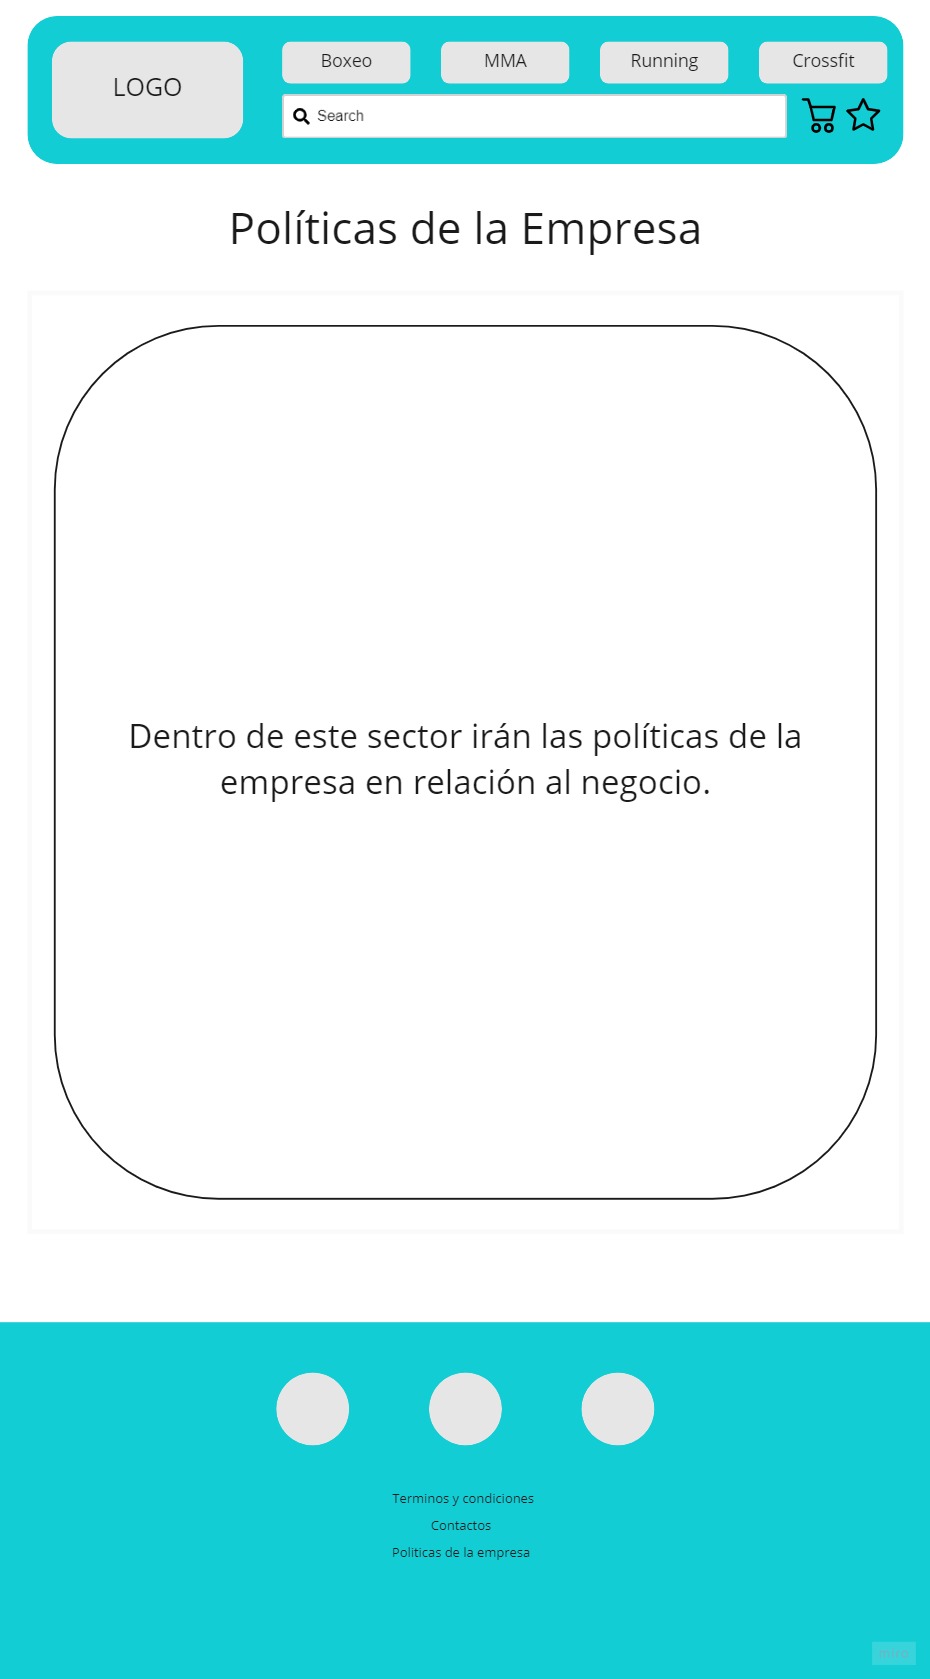 LOGO
Boxeo
MMA
Running
Crossfit
Search
Políticas de la Empresa
Dentro de este sector irán las políticas de la
empresa en relación al negocio.
Terminos y condiciones
Contactos
Politicas de la empresa
miro